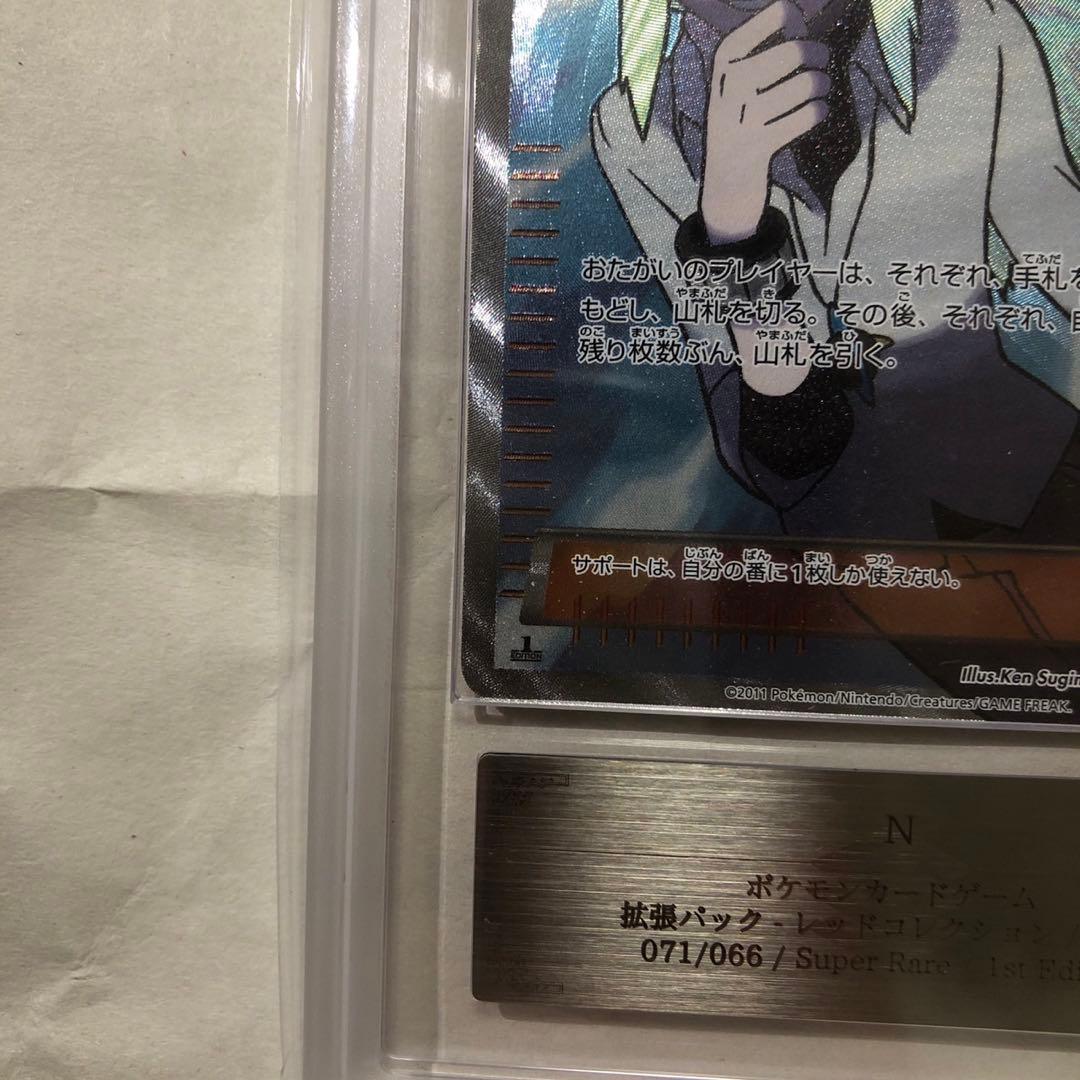 おたがいのプレイヤーは、それぞれ、手札を
もどし、山札を切る。その後、それぞれ、
残り枚数ぶん、山札を引く。
サポートは、自分の番に1枚しか使えない。
1
EDITION
Illus.Ken
©2011 Pokémon/Nintendo/Creatures/GAME FREAK.
N
ポケモンカードゲーム
拡張パック - レッドコレクション /
071/066 / Super Rare 1st